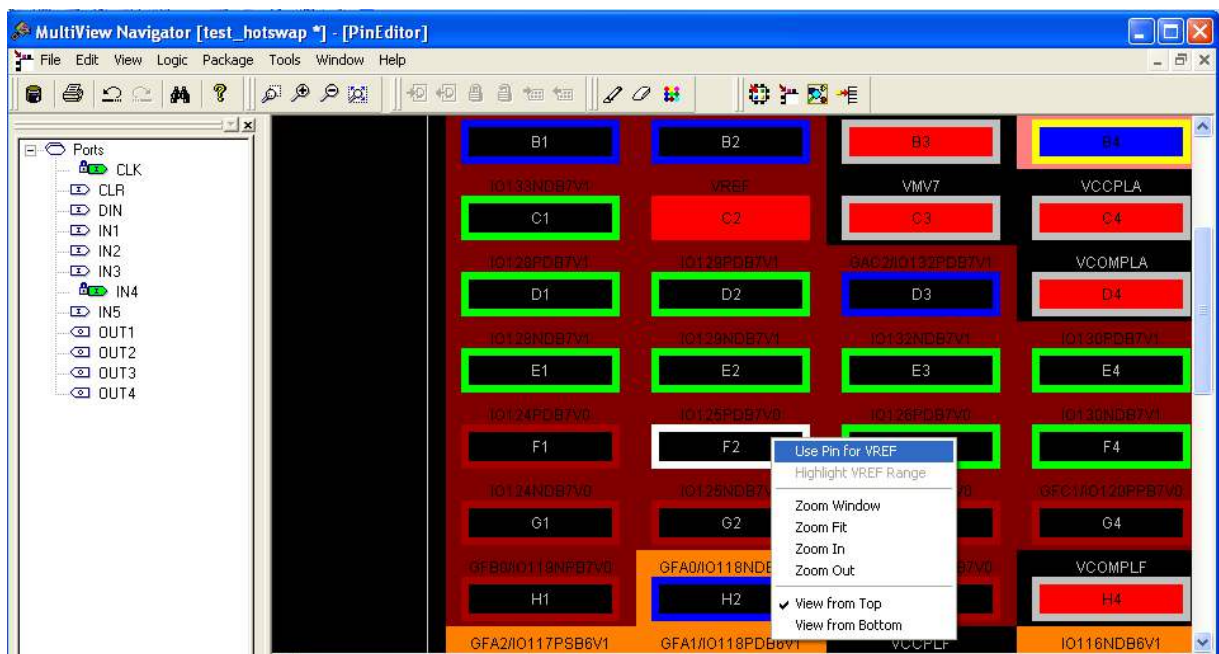 MultiView Navigator [test_hotswap *] - [PinEditor]
File Edit View Logic Package Tools Window Help
Ports
CLK
CLR
DIN
IN1
IN2
IN3
IN4
IN5
OUT1
OUT2
OUT3
OUT4
B1 B2 B3 B4
IO133NDB7V1 VREF VMV7 VCCPLA
C1 C2 C3 C4
IO128PDB7V1 IO129PDB7V1 GAC2/IO132PDB7V1 VCOMPLA
D1 D2 D3 D4
IO128NDB7V1 IO129NDB7V1 IO132NDB7V1 IO130PDB7V1
E1 E2 E3 E4
IO124PDB7V0 IO125PDB7V0 IO126PDB7V0 IO130NDB7V1
F1 F2 F4
Use Pin for VREF
Highlight VREF Range
Zoom Window
Zoom Fit
Zoom In
Zoom Out
View from Top
View from Bottom
IO124NDB7V0 GFC1/IO120PPB7V0
G1 G2 G4
GFB0/IO119NPB7V0 VCOMPLF
H1 H2 H4
GFA2/IO117PSB6V1 GFA1/IO118PDB6V1 VCCPLF IO116NDB6V1